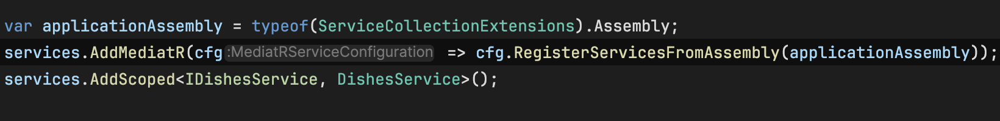 var applicationAssembly = typeof(ServiceCollectionExtensions).Assembly;
services.AddMediatR(cfg :MediatRServiceConfiguration => cfg.RegisterServicesFromAssembly(applicationAssembly));
services.AddScoped<IDishesService, DishesService>();